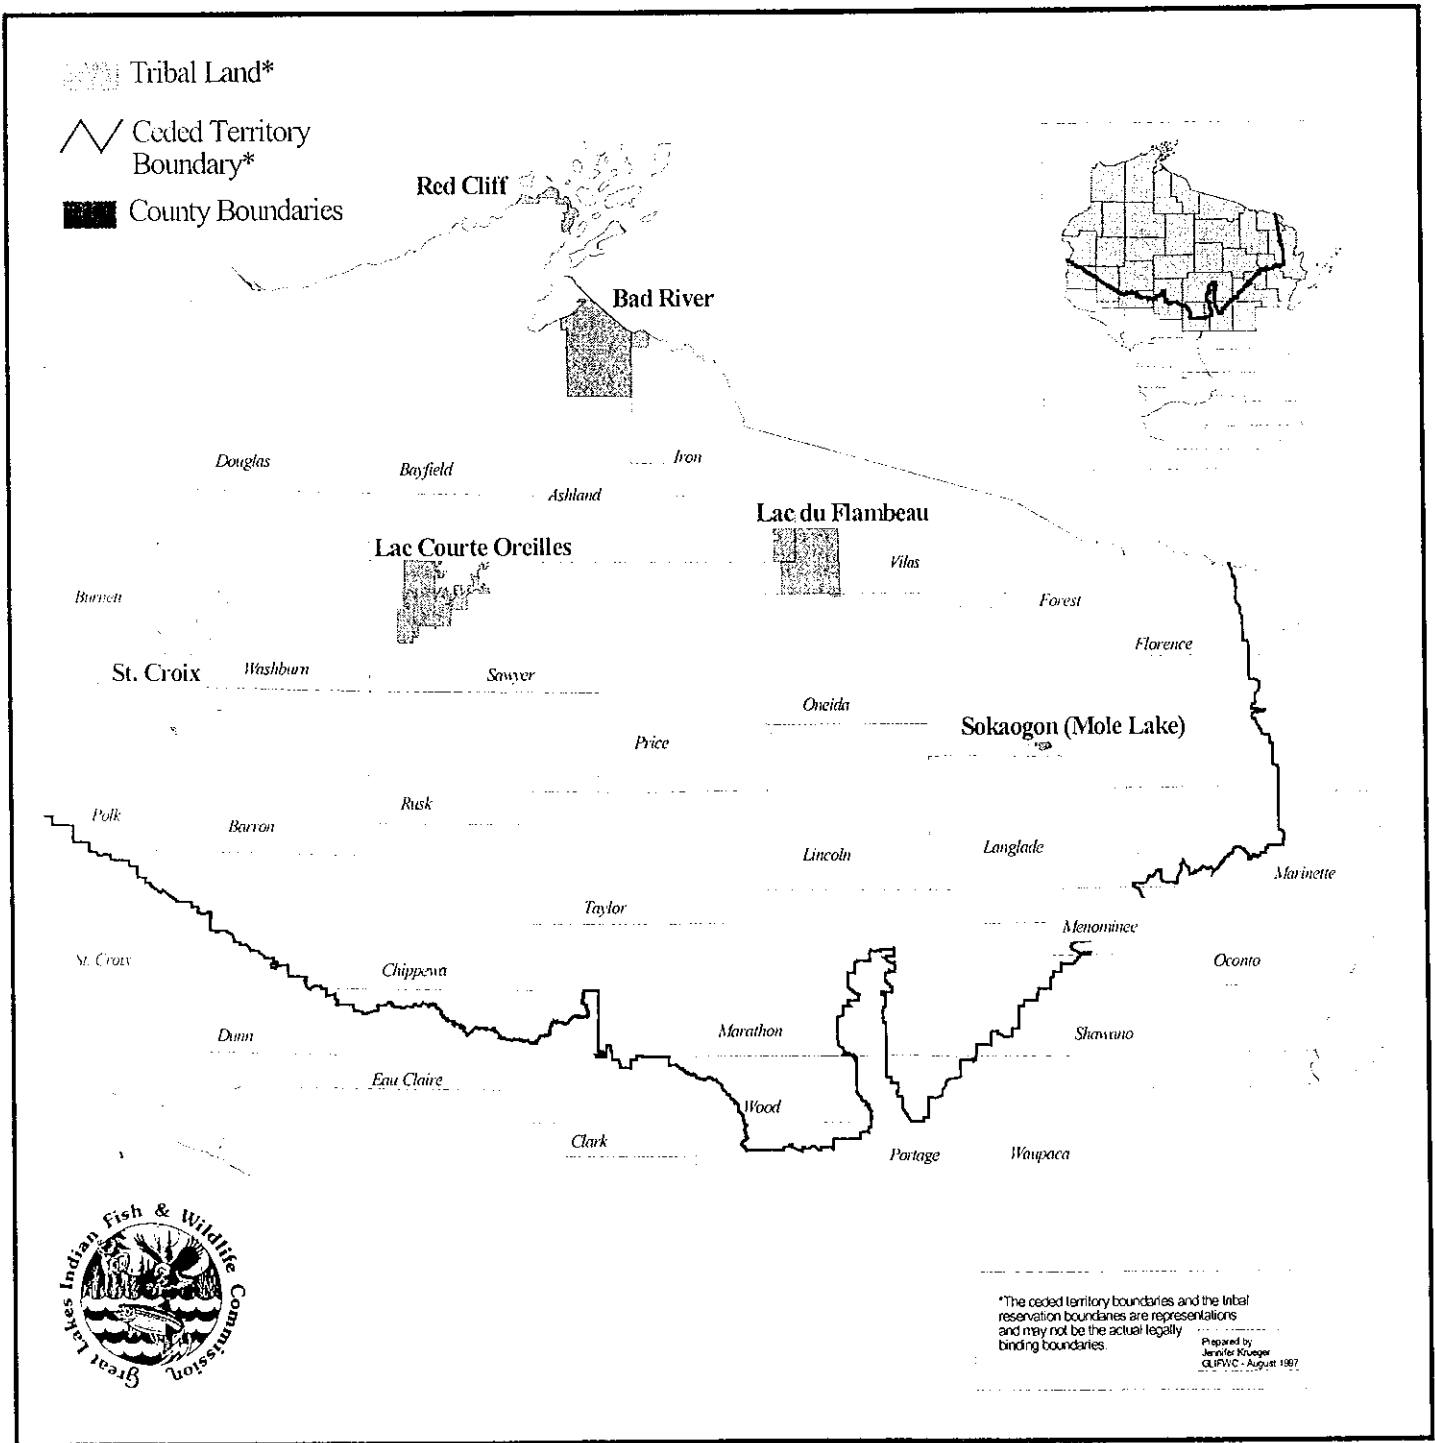 Tribal Land*
Ceded Territory
Boundary*
County Boundaries
Red Cliff
Bad River
Douglas
Bayfield
Iron
Ashland
Lac du Flambeau
Lac Courte Oreilles
Vilas
Burnett
Forest
Florence
St. Croix
Washburn
Sawyer
Oneida
Sokaogon (Mole Lake)
Price
Polk
Rusk
Barron
Lincoln
Langlade
Marinette
Taylor
Menominee
St. Croix
Chippewa
Oconto
Dunn
Marathon
Shawano
Eau Claire
Wood
Clark
Portage
Waupaca
Great Lakes Indian Fish & Wildlife Commission
*The ceded territory boundaries and the tribal
reservation boundaries are representations
and may not be the actual legally
binding boundaries.
Prepared by
Jennifer Krueger
GLIFWC - August 1997